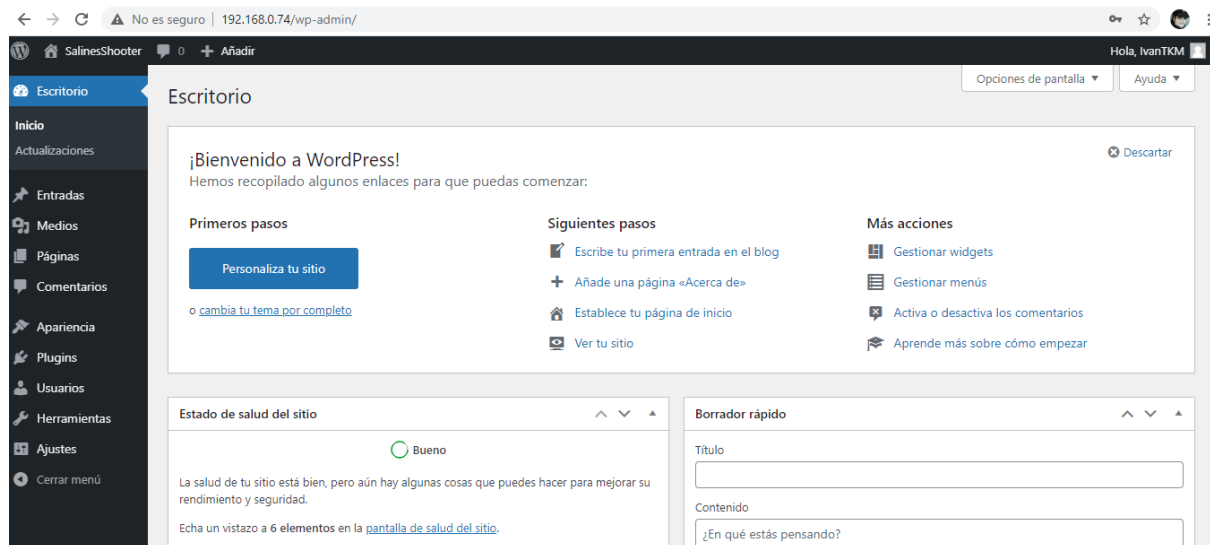 No es seguro | 192.168.0.74/wp-admin/
SalinesShooter 0 + Añadir Hola, IvanTKM
Opciones de pantalla ▼ Ayuda ▼
Escritorio
Inicio
Actualizaciones
Entradas
Medios
Páginas
Comentarios
Apariencia
Plugins
Usuarios
Herramientas
Ajustes
Cerrar menú
Escritorio
¡Bienvenido a WordPress!
Descartar
Hemos recopilado algunos enlaces para que puedas comenzar:
Primeros pasos
Personaliza tu sitio
o cambia tu tema por completo
Siguientes pasos
Escribe tu primera entrada en el blog
Añade una página «Acerca de»
Establece tu página de inicio
Ver tu sitio
Más acciones
Gestionar widgets
Gestionar menús
Activa o desactiva los comentarios
Aprende más sobre cómo empezar
Estado de salud del sitio
Bueno
La salud de tu sitio está bien, pero aún hay algunas cosas que puedes hacer para mejorar su
rendimiento y seguridad.
Echa un vistazo a 6 elementos en la pantalla de salud del sitio.
Borrador rápido
Título
Contenido
¿En qué estás pensando?